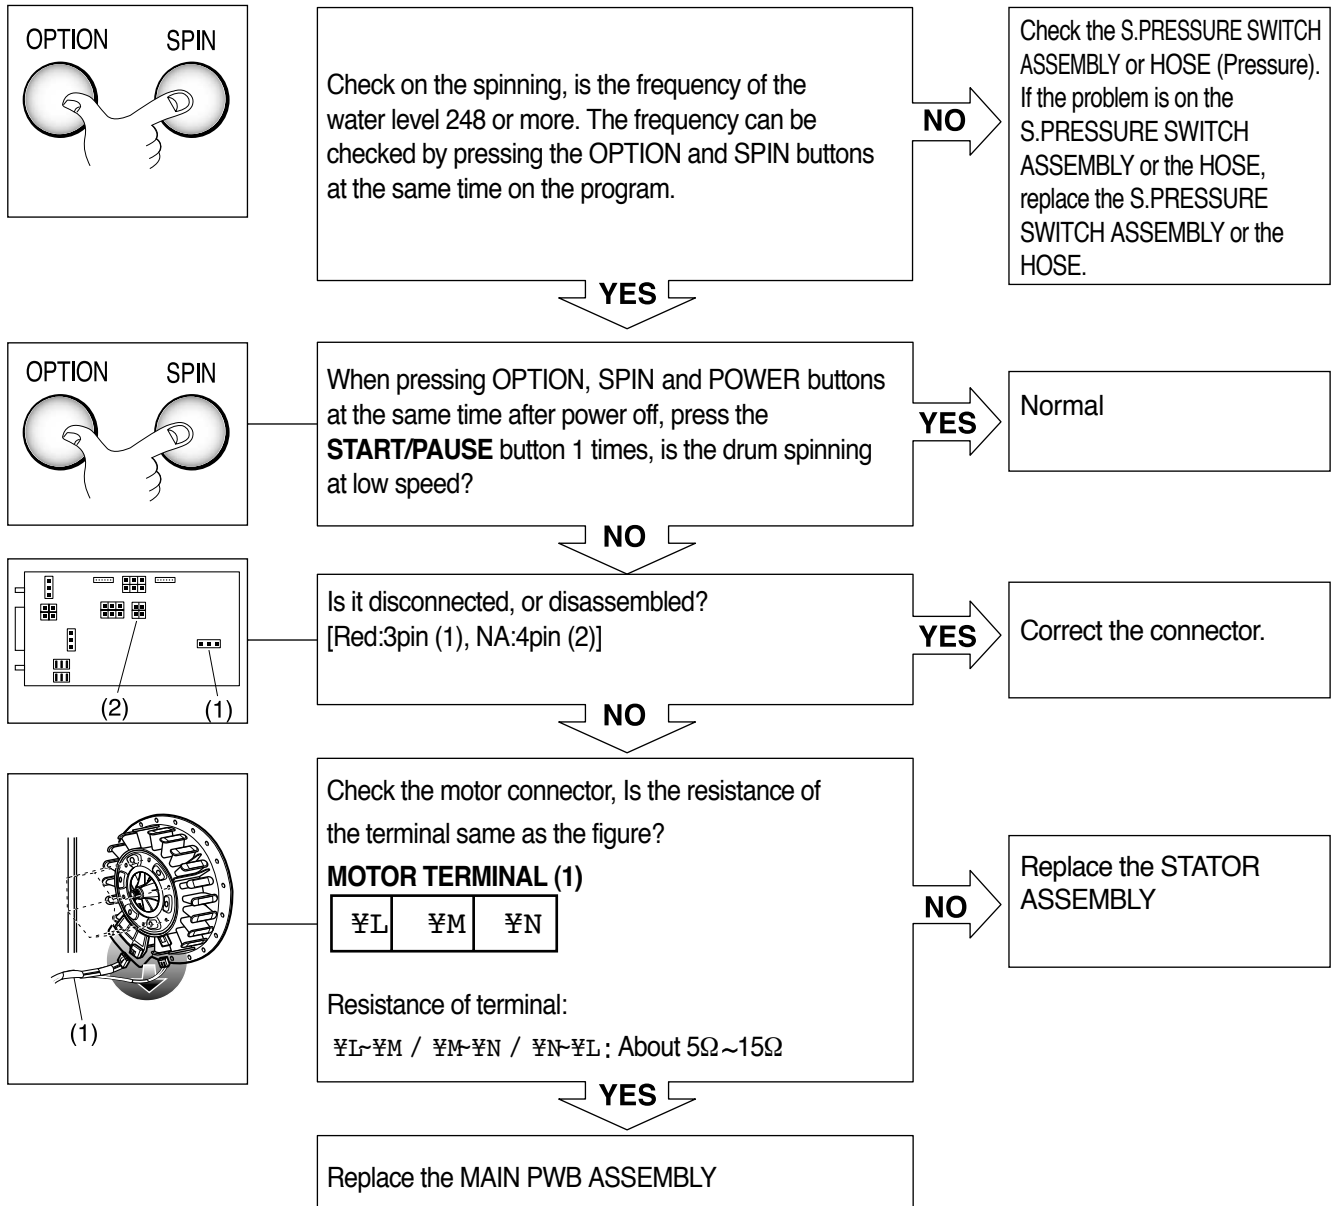 OPTION SPIN
Check on the spinning, is the frequency of the
water level 248 or more. The frequency can be
checked by pressing the OPTION and SPIN buttons
at the same time on the program.
NO
Check the S.PRESSURE SWITCH
ASSEMBLY or HOSE (Pressure).
If the problem is on the
S.PRESSURE SWITCH
ASSEMBLY or the HOSE,
replace the S.PRESSURE
SWITCH ASSEMBLY or the
HOSE.
YES
OPTION SPIN
When pressing OPTION, SPIN and POWER buttons
at the same time after power off, press the
START/PAUSE button 1 times, is the drum spinning
at low speed?
YES
Normal
NO
(2) (1)
Is it disconnected, or disassembled?
[Red:3pin (1), NA:4pin (2)]
YES
Correct the connector.
NO
(1)
Check the motor connector, Is the resistance of
the terminal same as the figure?
MOTOR TERMINAL (1)
¥L ¥M ¥N
Resistance of terminal:
¥L~¥M / ¥M~¥N / ¥N~¥L: About 5Ω~15Ω
NO
Replace the STATOR
ASSEMBLY
YES
Replace the MAIN PWB ASSEMBLY